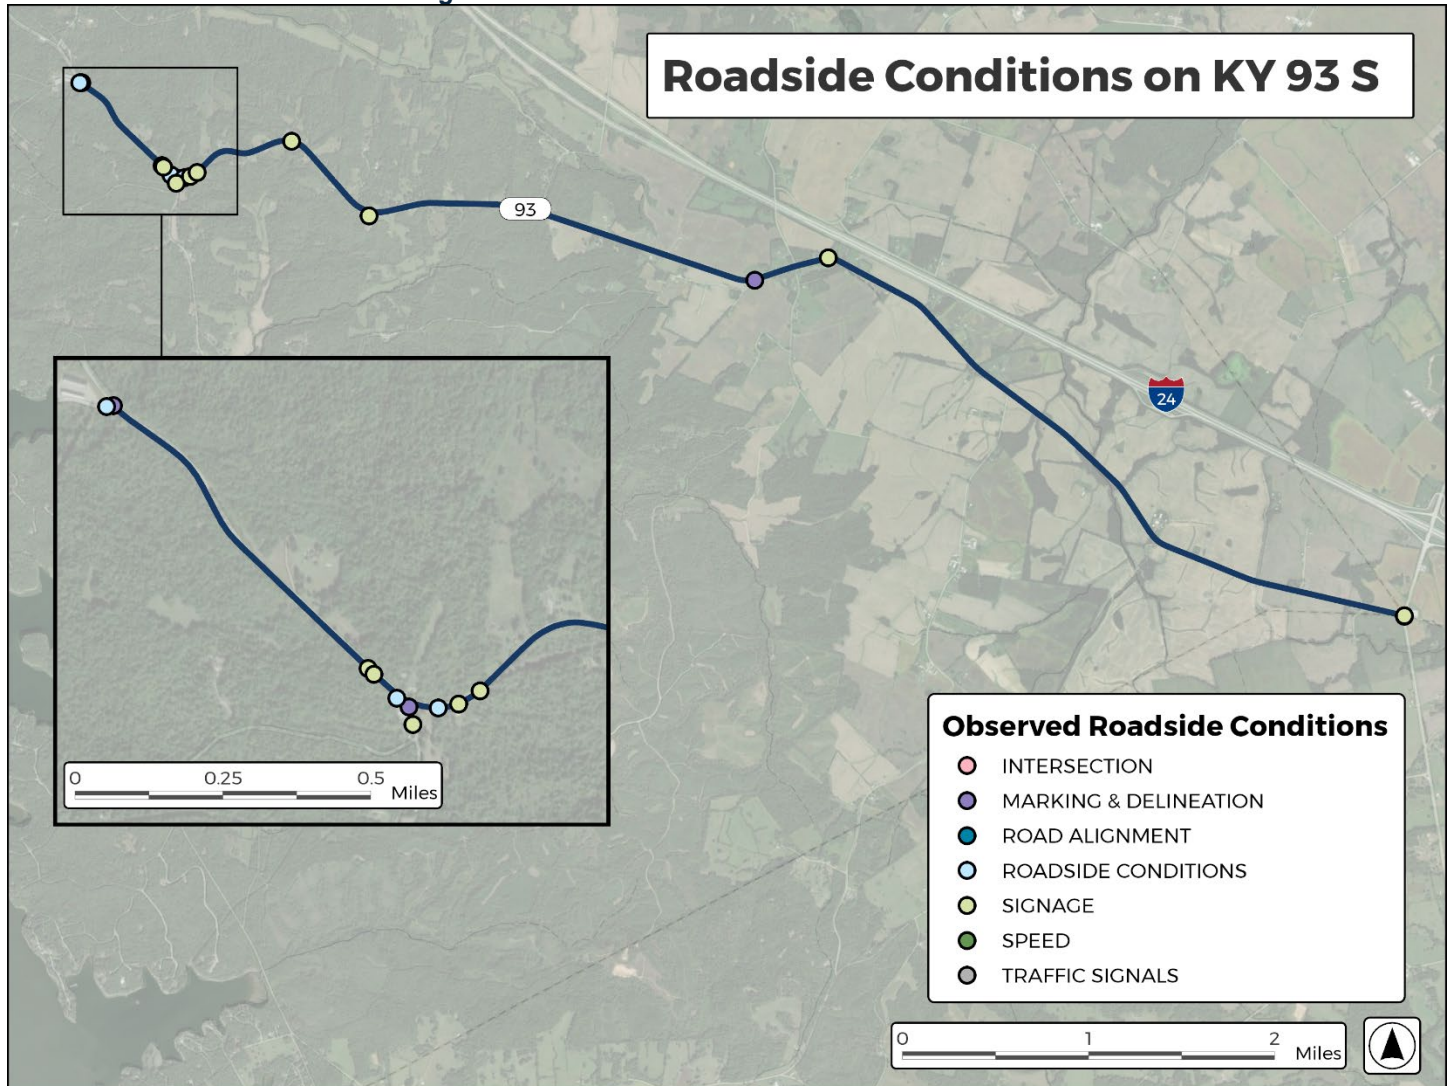 Roadside Conditions on KY 93 S
93
24
0 0.25 0.5
Miles
Observed Roadside Conditions
INTERSECTION
MARKING & DELINEATION
ROAD ALIGNMENT
ROADSIDE CONDITIONS
SIGNAGE
SPEED
TRAFFIC SIGNALS
0 1 2
Miles